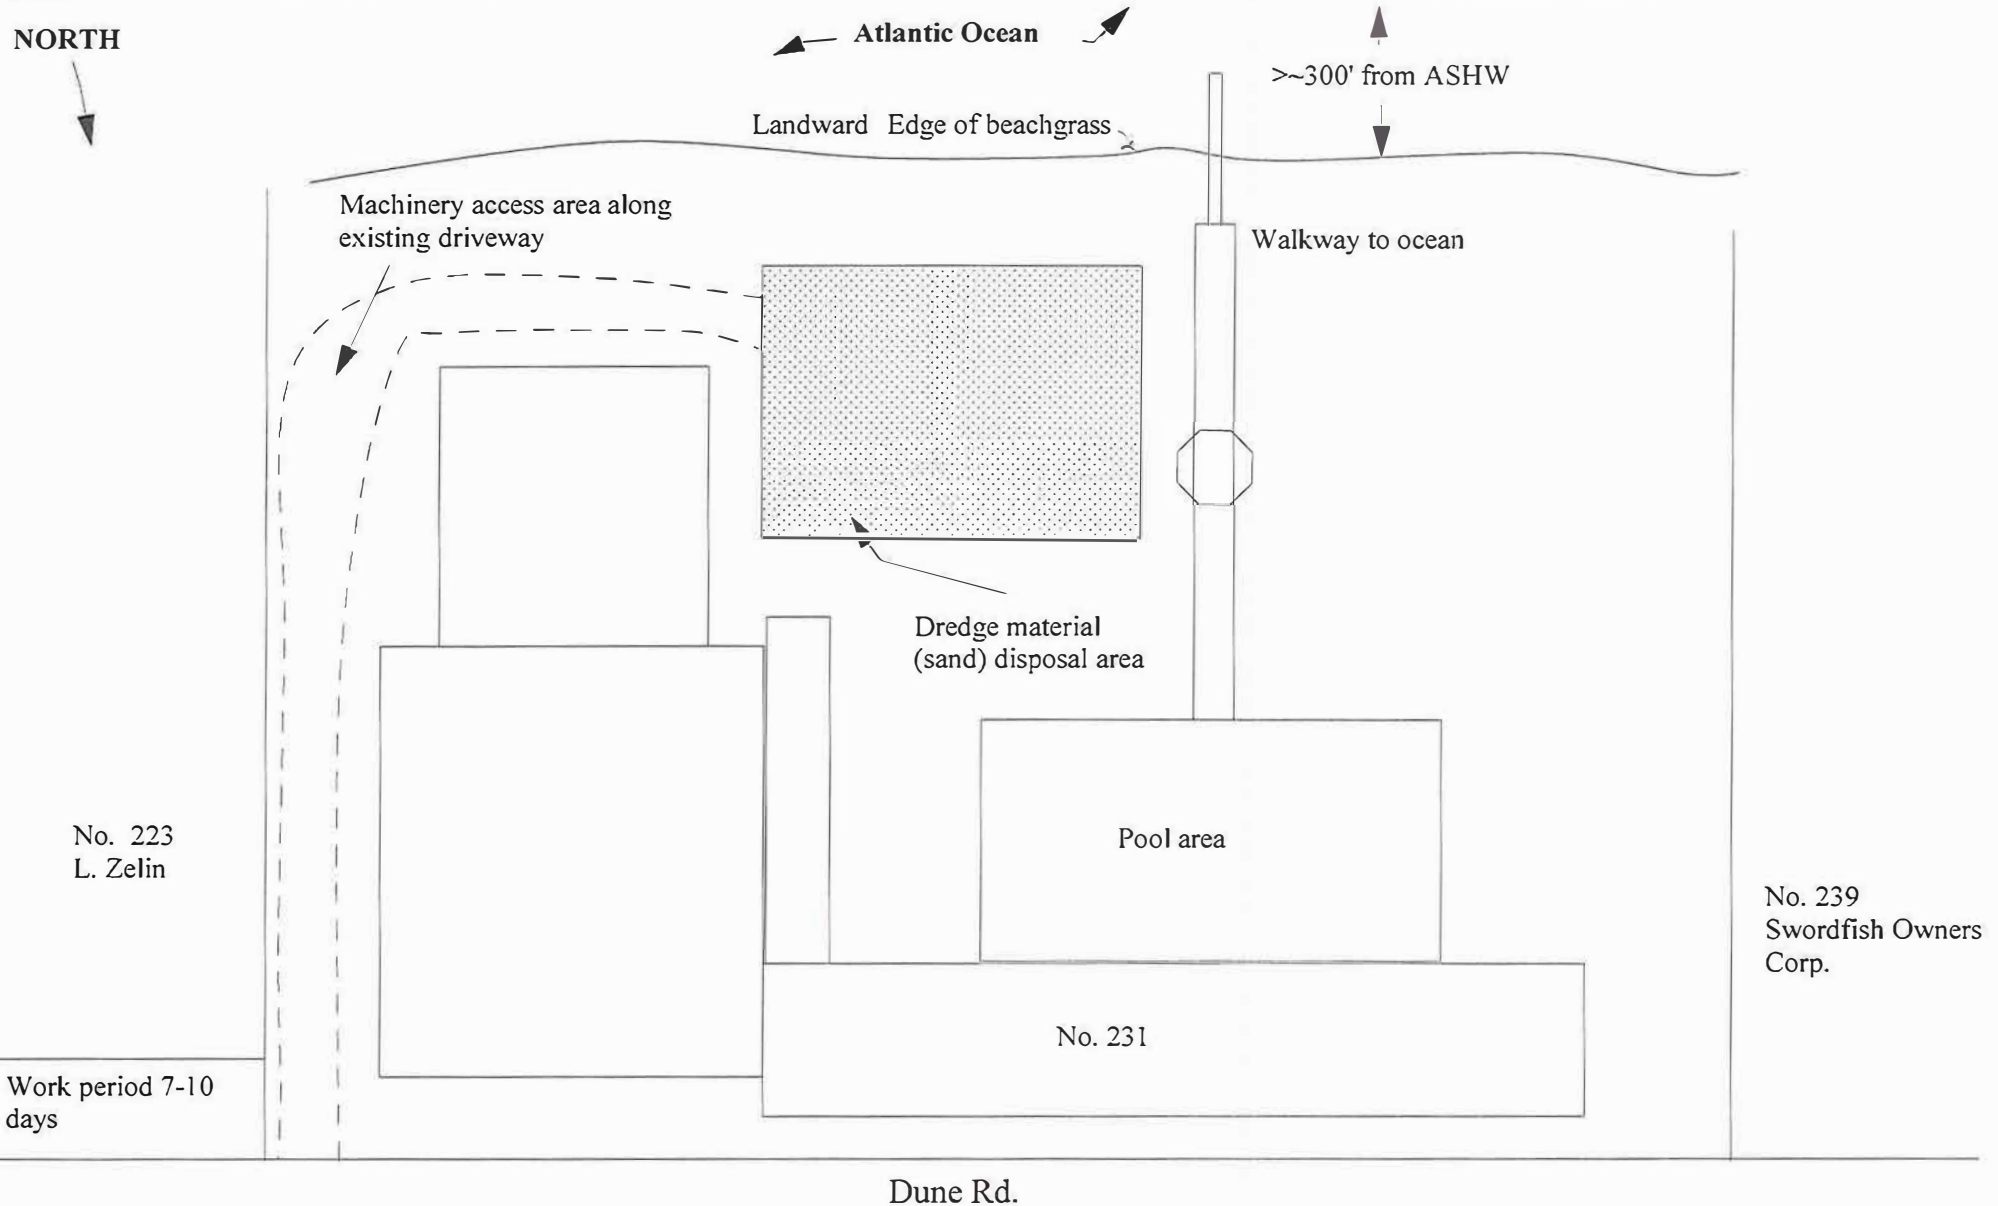 NORTH
Atlantic Ocean
>~300' from ASHW
Landward Edge of beachgrass
Machinery access area along
existing driveway
Walkway to ocean
Dredge material
(sand) disposal area
Pool area
No. 223
L. Zelin
No. 239
Swordfish Owners
Corp.
No. 231
Work period 7-10
days
Dune Rd.